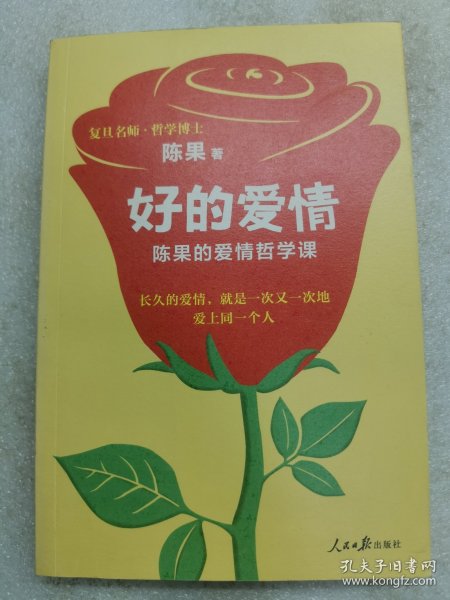 复旦名师·哲学博士
陈果 著
好的爱情
陈果的爱情哲学课
长久的爱情，就是一次又一次地
爱上同一个人
人民日报出版社
孔夫子旧书网
www.kongfz.com